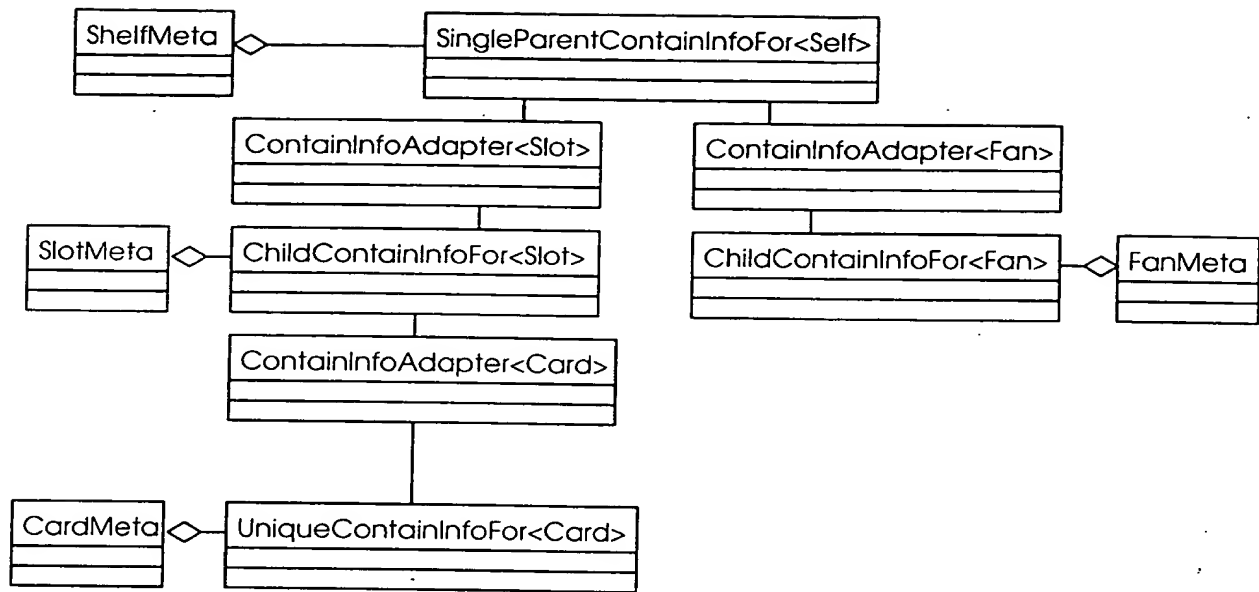 ShelfMeta
SingleParentContainInfoFor<Self>
ContainInfoAdapter<Slot>
ContainInfoAdapter<Fan>
SlotMeta
ChildContainInfoFor<Slot>
ChildContainInfoFor<Fan>
FanMeta
ContainInfoAdapter<Card>
CardMeta
UniqueContainInfoFor<Card>